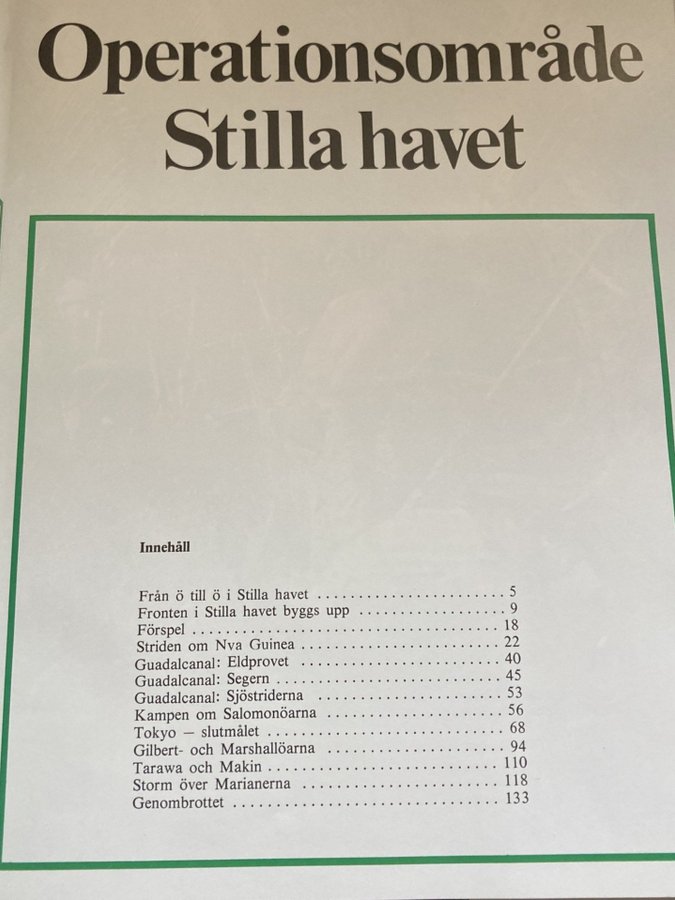 Operationsområde
Stilla havet
Innehåll
Från ö till ö i Stilla havet ........................ 5
Fronten i Stilla havet byggs upp .................. 9
Förspel ....................................... 18
Striden om Nya Guinea ......................... 22
Guadalcanal: Eldprovet ......................... 40
Guadalcanal: Segern ............................ 45
Guadalcanal: Sjöstriderna ....................... 53
Kampen om Salomonöarna ...................... 56
Tokyo — slutmålet .............................. 68
Gilbert- och Marshallöarna ...................... 94
Tarawa och Makin .............................. 110
Storm över Marianerna ......................... 118
Genombrottet .................................. 133